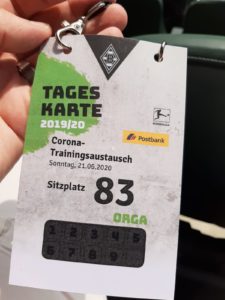 TAGES
KARTE
2019/20
Postbank
Corona-
Trainingsaustausch
Sonntag, 21.06.2020
Sitzplatz 83
ORGA
1 2 3 4 5
6 7 8 9